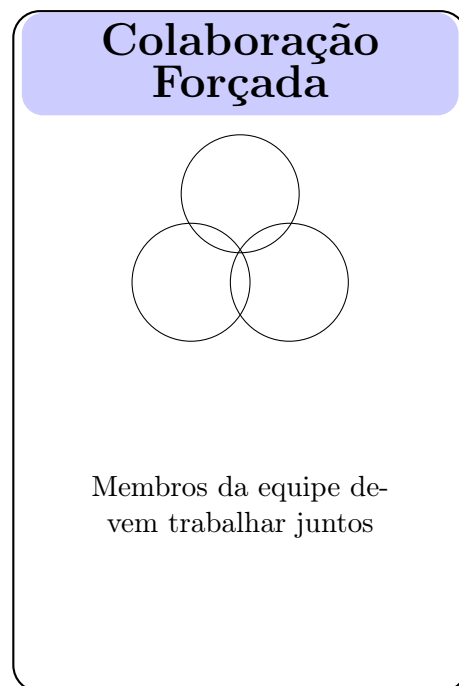 Colaboração
Forçada
Membros da equipe de-
vem trabalhar juntos